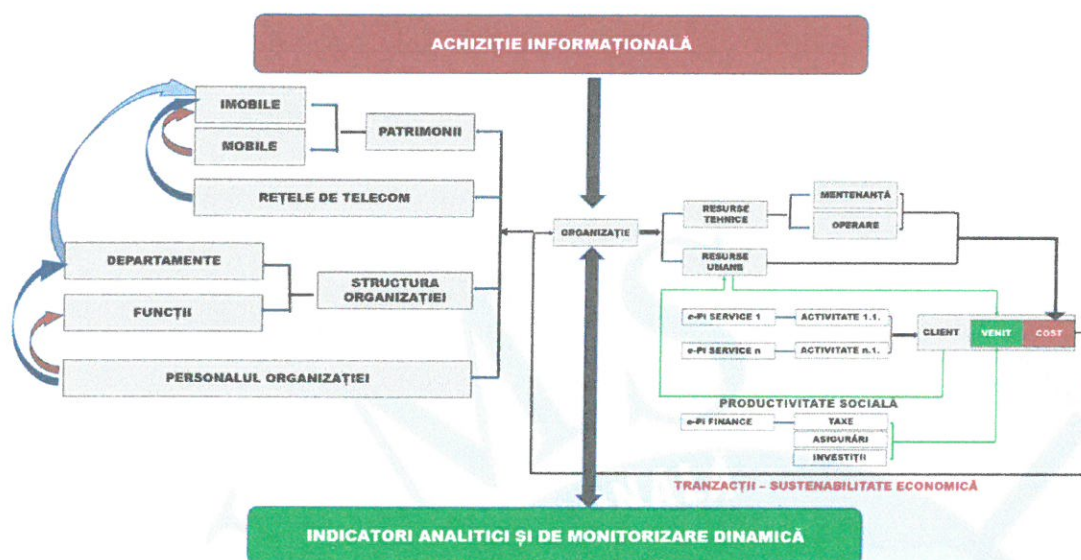 ACHIZIȚIE INFORMAȚIONALĂ
IMOBILE
MOBILE
PATRIMONII
REȚELE DE TELECOM
DEPARTAMENTE
FUNCȚII
STRUCTURA
ORGANIZAȚIEI
PERSONALUL ORGANIZAȚIEI
ORGANIZAȚIE
RESURSE
TEHNICE
MENTENANȚĂ
OPERARE
RESURSE
UMANE
e-Pi SERVICE 1
ACTIVITATE 1.1.
e-Pi SERVICE n
ACTIVITATE n.1.
CLIENT
VENIT
COST
PRODUCTIVITATE SOCIALĂ
e-Pi FINANCE
TAXE
ASIGURĂRI
INVESTIȚII
TRANZACȚII – SUSTENABILITATE ECONOMICĂ
INDICATORI ANALITICI ȘI DE MONITORIZARE DINAMICĂ